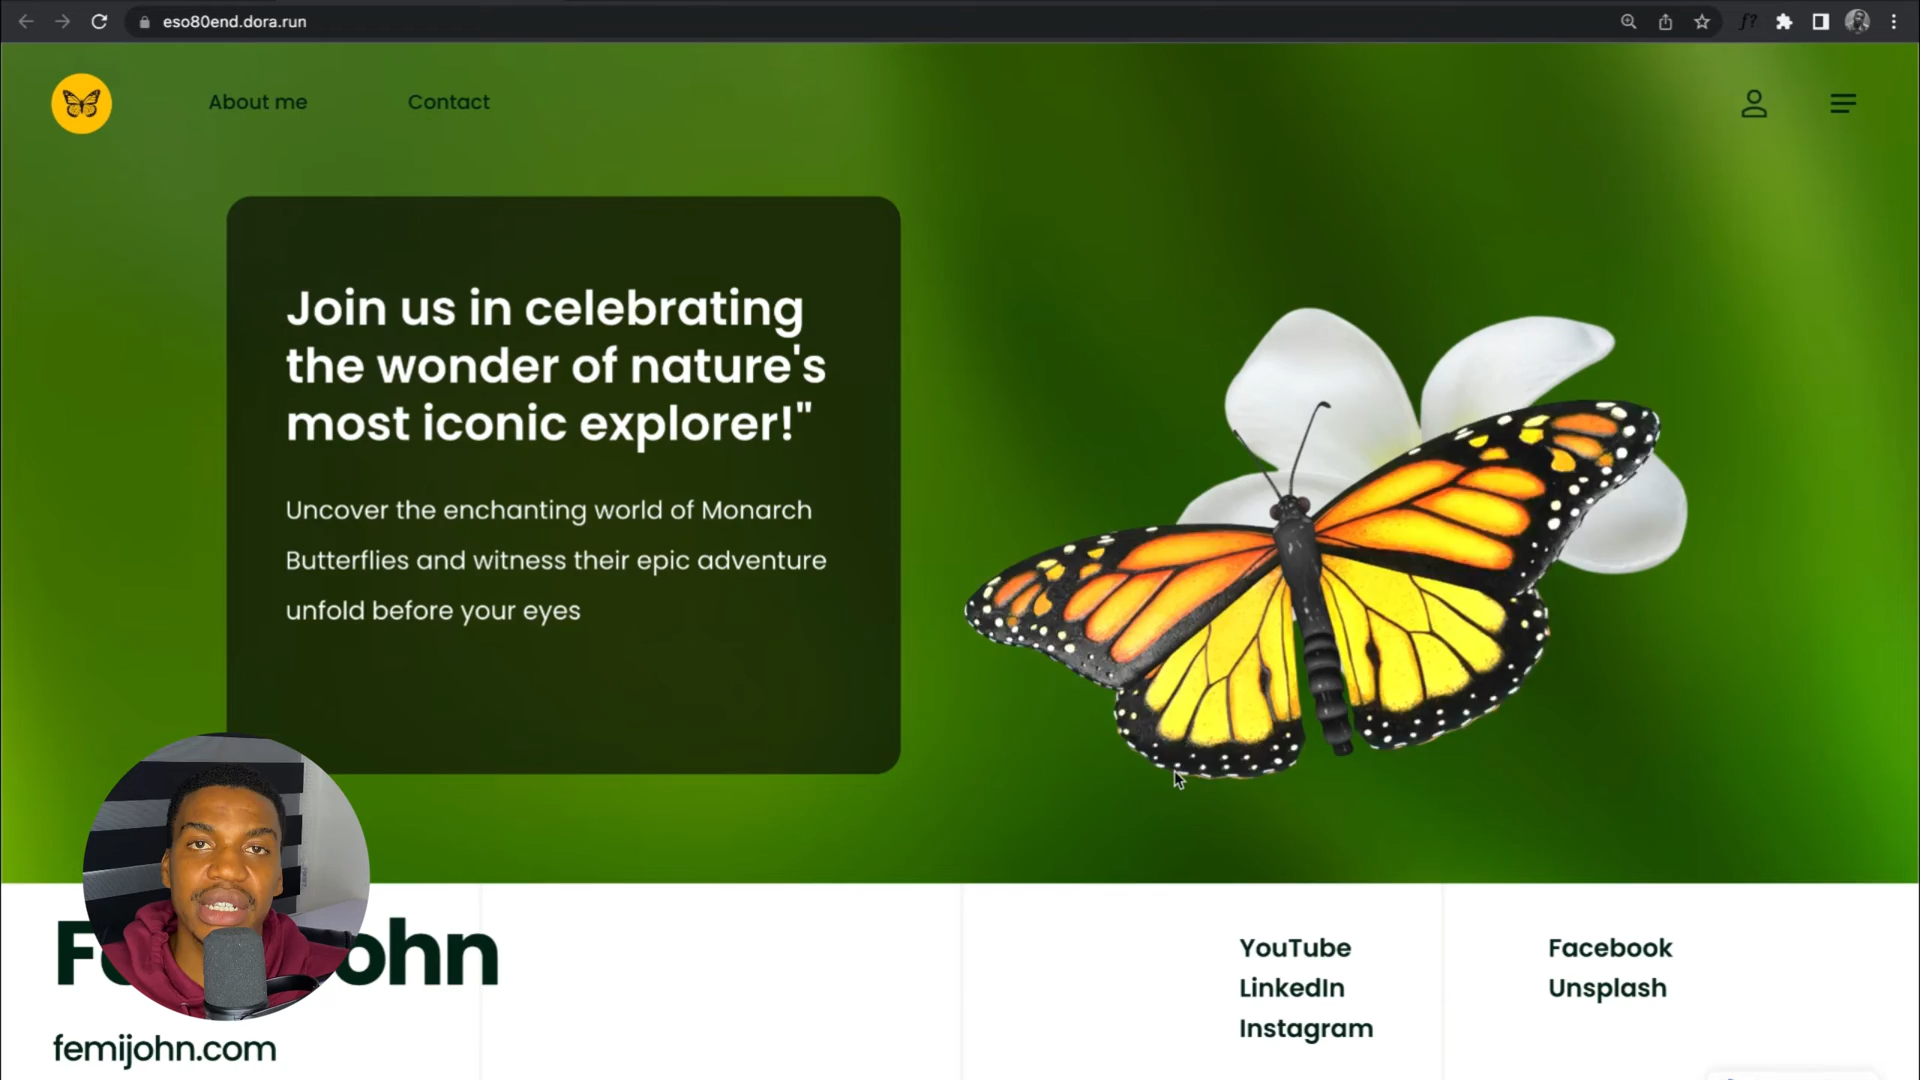 eso80end.dora.run
About me
Contact
Join us in celebrating
the wonder of nature's
most iconic explorer!"
Uncover the enchanting world of Monarch
Butterflies and witness their epic adventure
unfold before your eyes
YouTube
LinkedIn
Instagram
Facebook
Unsplash
femijohn.com